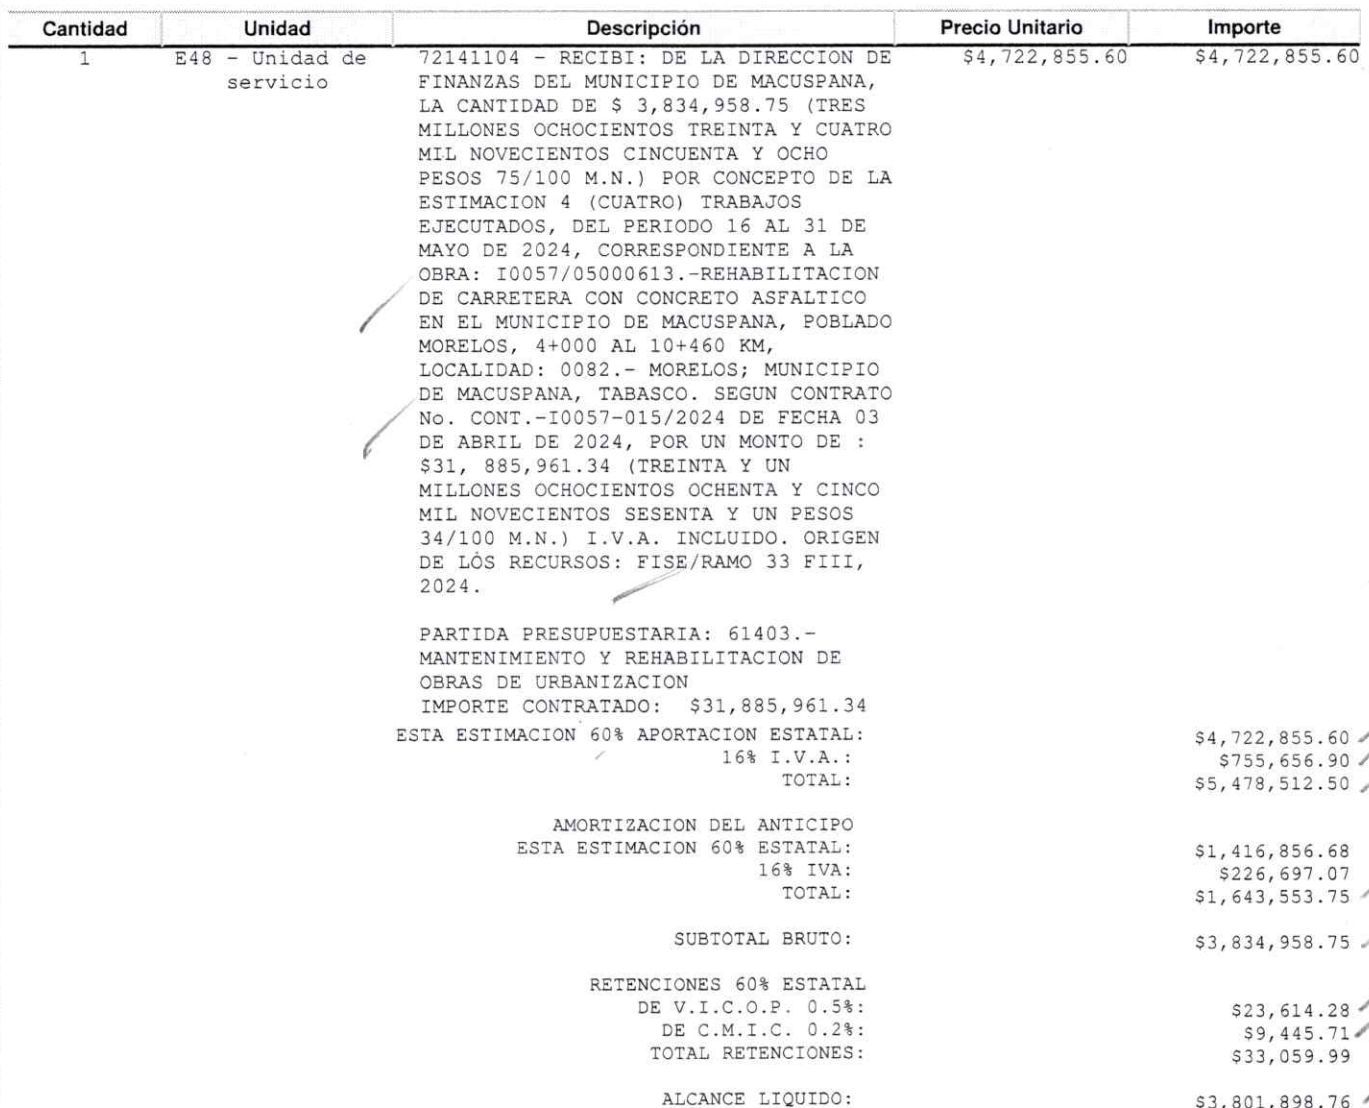 Cantidad Unidad Descripción Precio Unitario Importe
1 E48 - Unidad de 72141104 - RECIBI: DE LA DIRECCION DE $4,722,855.60 $4,722,855.60
servicio FINANZAS DEL MUNICIPIO DE MACUSPANA,
LA CANTIDAD DE $ 3,834,958.75 (TRES
MILLONES OCHOCIENTOS TREINTA Y CUATRO
MIL NOVECIENTOS CINCUENTA Y OCHO
PESOS 75/100 M.N.) POR CONCEPTO DE LA
ESTIMACION 4 (CUATRO) TRABAJOS
EJECUTADOS, DEL PERIODO 16 AL 31 DE
MAYO DE 2024, CORRESPONDIENTE A LA
OBRA: I0057/05000613.-REHABILITACION
DE CARRETERA CON CONCRETO ASFALTICO
EN EL MUNICIPIO DE MACUSPANA, POBLADO
MORELOS, 4+000 AL 10+460 KM,
LOCALIDAD: 0082.- MORELOS; MUNICIPIO
DE MACUSPANA, TABASCO. SEGUN CONTRATO
No. CONT.-I0057-015/2024 DE FECHA 03
DE ABRIL DE 2024, POR UN MONTO DE :
$31, 885,961.34 (TREINTA Y UN
MILLONES OCHOCIENTOS OCHENTA Y CINCO
MIL NOVECIENTOS SESENTA Y UN PESOS
34/100 M.N.) I.V.A. INCLUIDO. ORIGEN
DE LOS RECURSOS: FISE/RAMO 33 FIII,
2024.
PARTIDA PRESUPUESTARIA: 61403.-
MANTENIMIENTO Y REHABILITACION DE
OBRAS DE URBANIZACION
IMPORTE CONTRATADO: $31,885,961.34
ESTA ESTIMACION 60% APORTACION ESTATAL: $4,722,855.60
16% I.V.A.: $755,656.90
TOTAL: $5,478,512.50
AMORTIZACION DEL ANTICIPO
ESTA ESTIMACION 60% ESTATAL: $1,416,856.68
16% IVA: $226,697.07
TOTAL: $1,643,553.75
SUBTOTAL BRUTO: $3,834,958.75
RETENCIONES 60% ESTATAL
DE V.I.C.O.P. 0.5%: $23,614.28
DE C.M.I.C. 0.2%: $9,445.71
TOTAL RETENCIONES: $33,059.99
ALCANCE LIQUIDO: $3,801,898.76